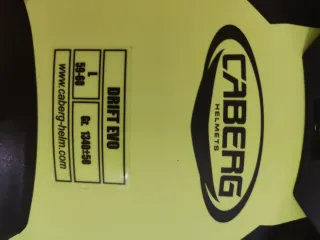 CABERG
HELMETS
DRIFT EVO
L
59-60
Gr. 1340±50
www.caberg-helm.com